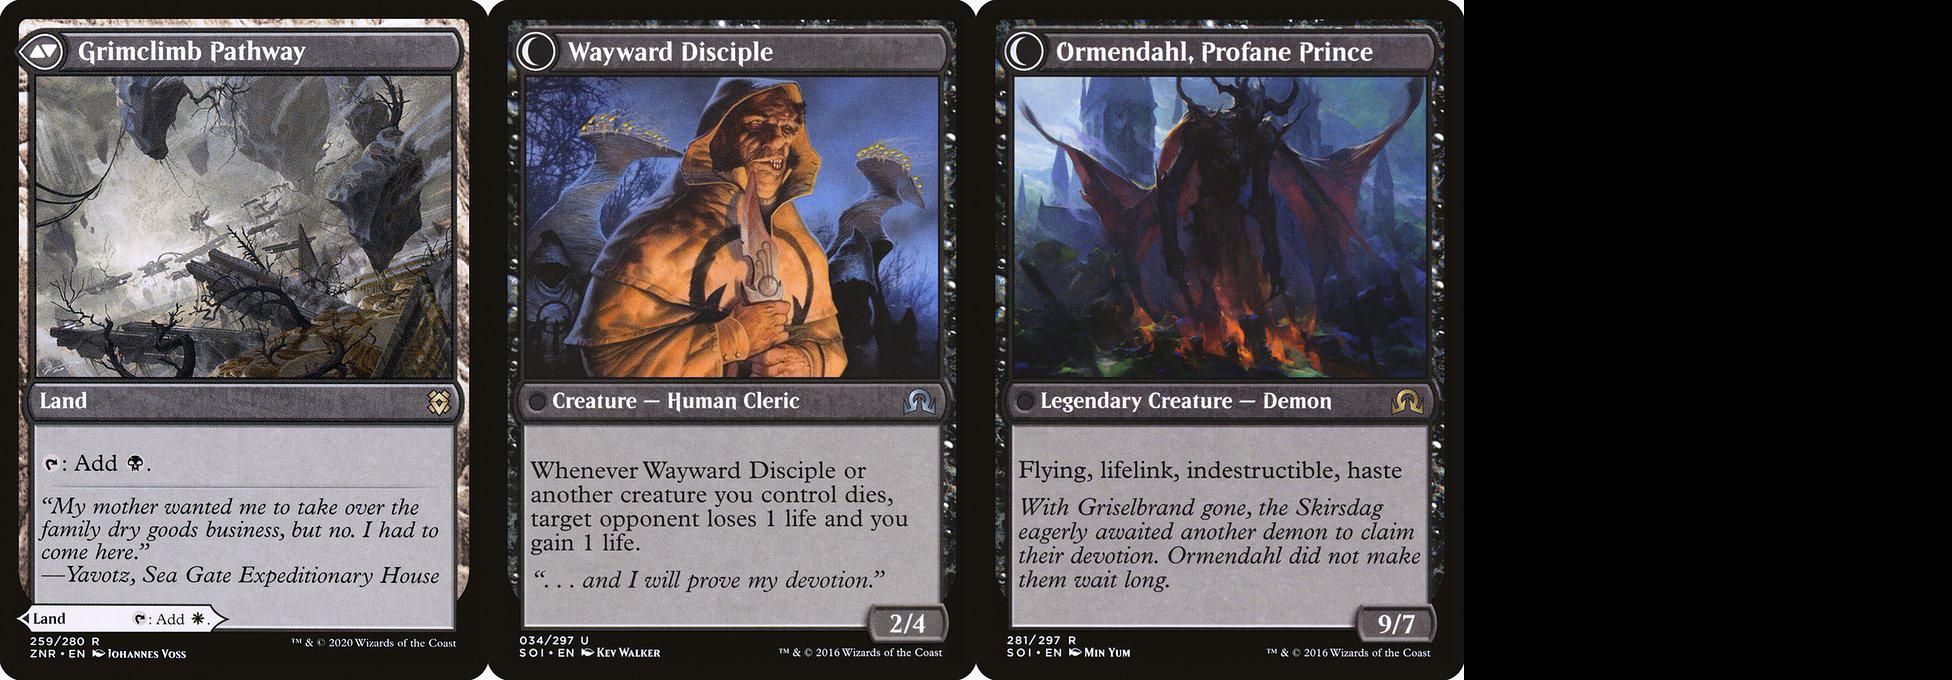 Grimclimb Pathway
Land
: Add .
“My mother wanted me to take over the
family dry goods business, but no. I had to
come here.”
—Yavotz, Sea Gate Expeditionary House
Land : Add .
259/280 R
ZNR • EN Johannes Voss
™ & © 2020 Wizards of the Coast
Wayward Disciple
Creature — Human Cleric
Whenever Wayward Disciple or
another creature you control dies,
target opponent loses 1 life and you
gain 1 life.
“. . . and I will prove my devotion.”
2/4
034/297 U
SOI • EN Kev Walker
™ & © 2016 Wizards of the Coast
Ormendahl, Profane Prince
Legendary Creature — Demon
Flying, lifelink, indestructible, haste
With Griselbrand gone, the Skirsdag
eagerly awaited another demon to claim
their devotion. Ormendahl did not make
them wait long.
9/7
281/297 R
SOI • EN Min Yum
™ & © 2016 Wizards of the Coast